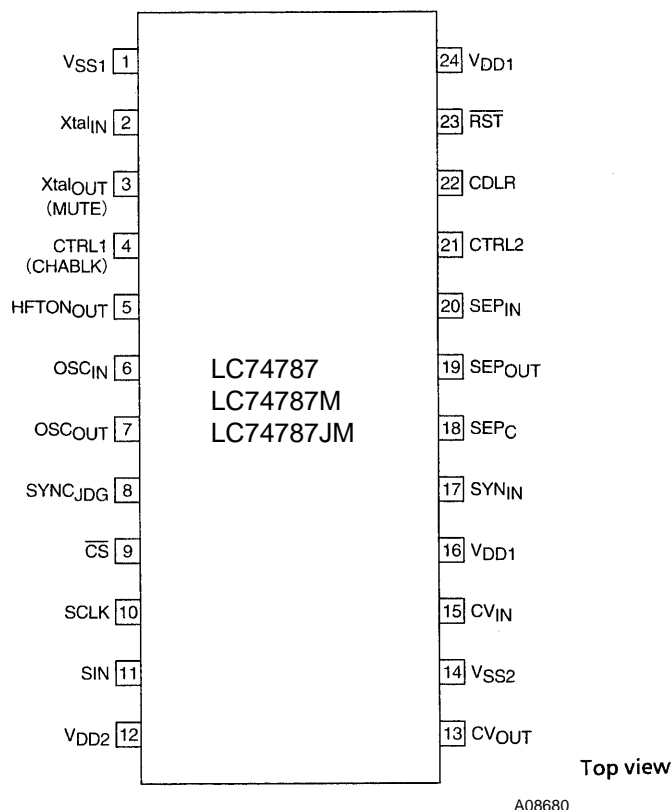 VSS1 1
24 VDD1
XtalIN 2
23 RST
XtalOUT 3
(MUTE)
22 CDLR
CTRL1 4
(CHABLK)
21 CTRL2
HFTONOUT 5
20 SEPIN
OSCIN 6
19 SEPOUT
LC74787
LC74787M
LC74787JM
OSCOUT 7
18 SEPC
SYNCJDG 8
17 SYNIN
CS 9
16 VDD1
SCLK 10
15 CVIN
SIN 11
14 VSS2
VDD2 12
13 CVOUT
Top view
A08680